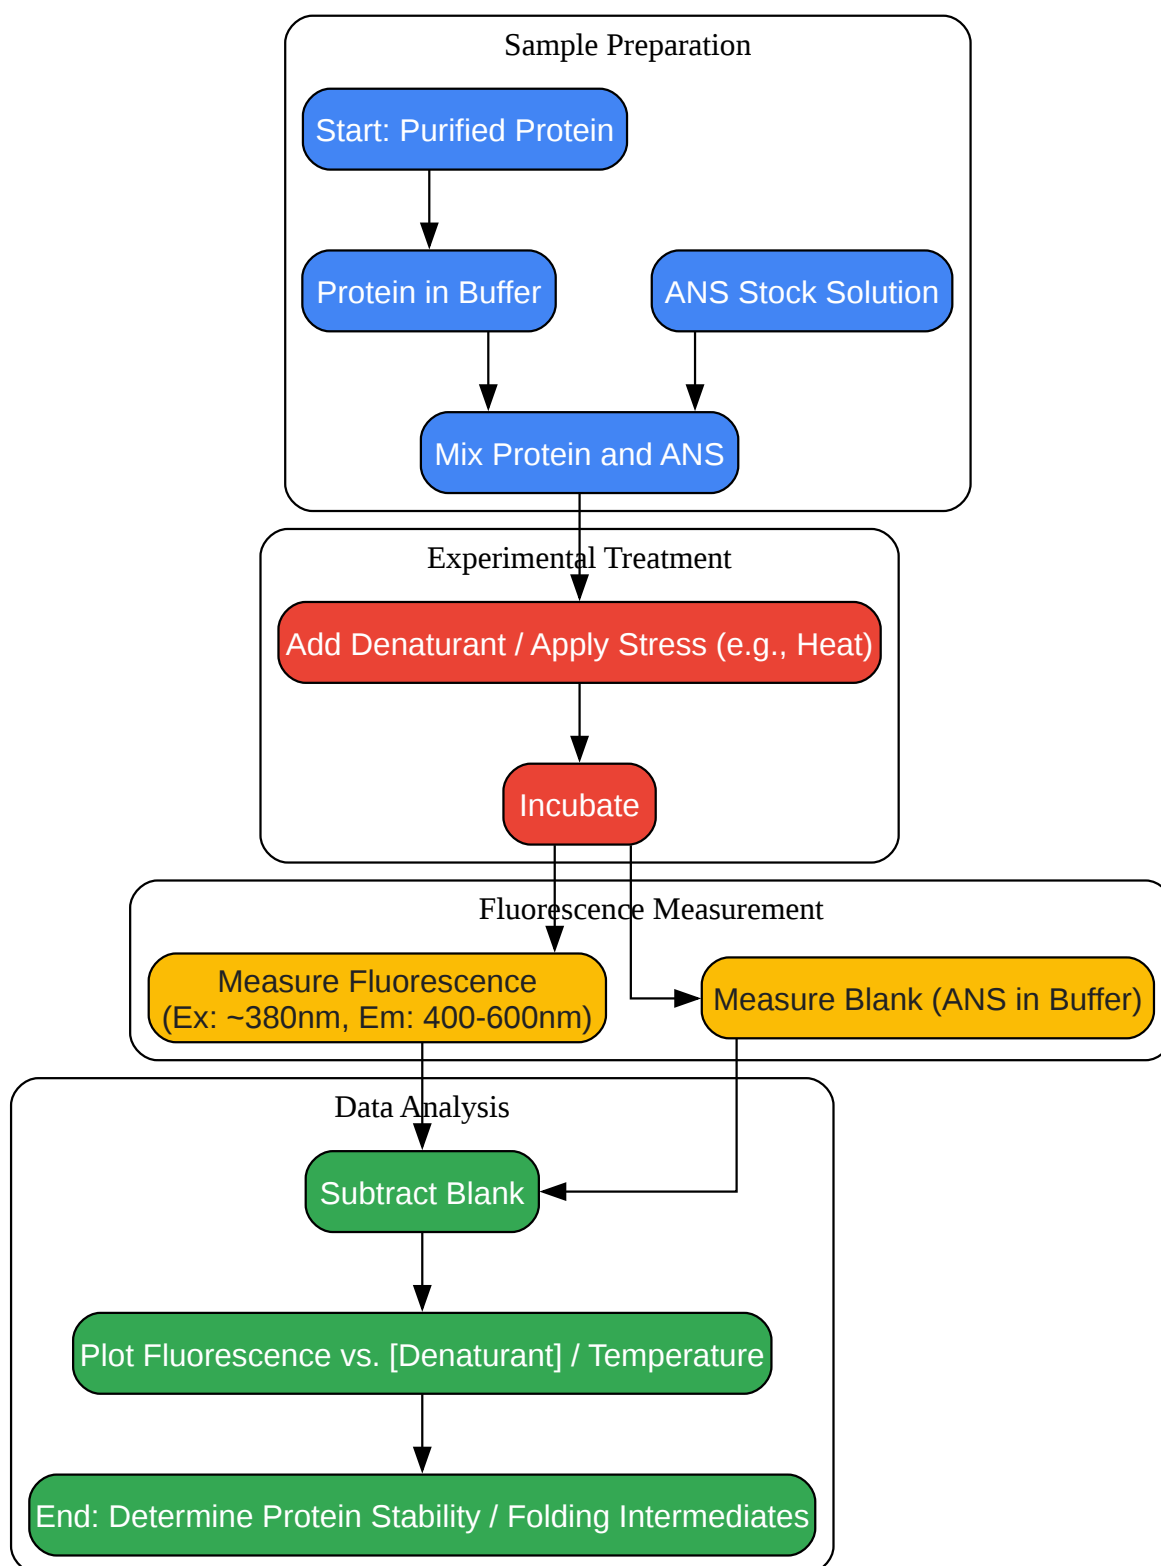 Sample Preparation
Start: Purified Protein
Protein in Buffer
ANS Stock Solution
Mix Protein and ANS
Experimental Treatment
Add Denaturant / Apply Stress (e.g., Heat)
Incubate
Fluorescence Measurement
Measure Fluorescence
(Ex: ~380nm, Em: 400-600nm)
Measure Blank (ANS in Buffer)
Data Analysis
Subtract Blank
Plot Fluorescence vs. [Denaturant] / Temperature
End: Determine Protein Stability / Folding Intermediates